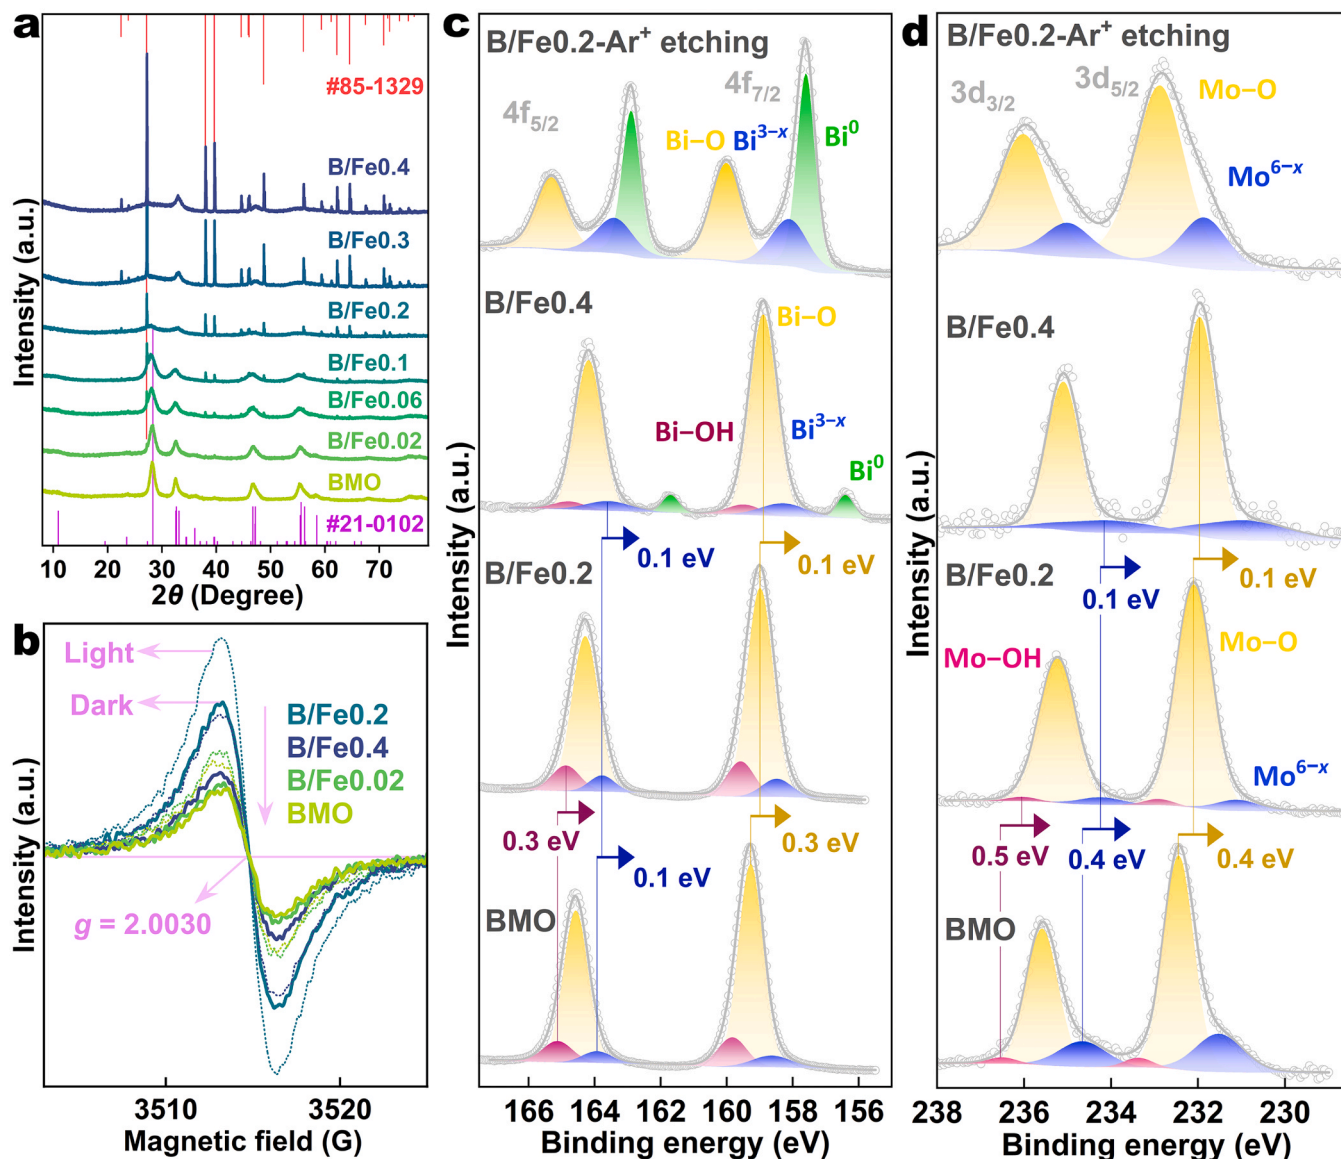 a
#85-1329
B/Fe0.4
B/Fe0.3
B/Fe0.2
B/Fe0.1
B/Fe0.06
B/Fe0.02
BMO
#21-0102
Intensity (a.u.)
10 20 30 40 50 60 70
2θ (Degree)
b
Light
Dark
B/Fe0.2
B/Fe0.4
B/Fe0.02
BMO
g = 2.0030
Intensity (a.u.)
3510 3520
Magnetic field (G)
c
B/Fe0.2-Ar⁺ etching
4f₅/₂
4f₇/₂
Bi–O Bi³⁻ˣ Bi⁰
B/Fe0.4
Bi–O
Bi–OH Bi³⁻ˣ
Bi⁰
0.1 eV 0.1 eV
B/Fe0.2
0.3 eV 0.3 eV
0.1 eV
BMO
Intensity (a.u.)
166 164 162 160 158 156
Binding energy (eV)
d
B/Fe0.2-Ar⁺ etching
3d₃/₂ 3d₅/₂ Mo–O
Mo⁶⁻ˣ
B/Fe0.4
B/Fe0.2 0.1 eV
0.1 eV
Mo–OH Mo–O
Mo⁶⁻ˣ
0.5 eV 0.4 eV 0.4 eV
BMO
Intensity (a.u.)
238 236 234 232 230
Binding energy (eV)